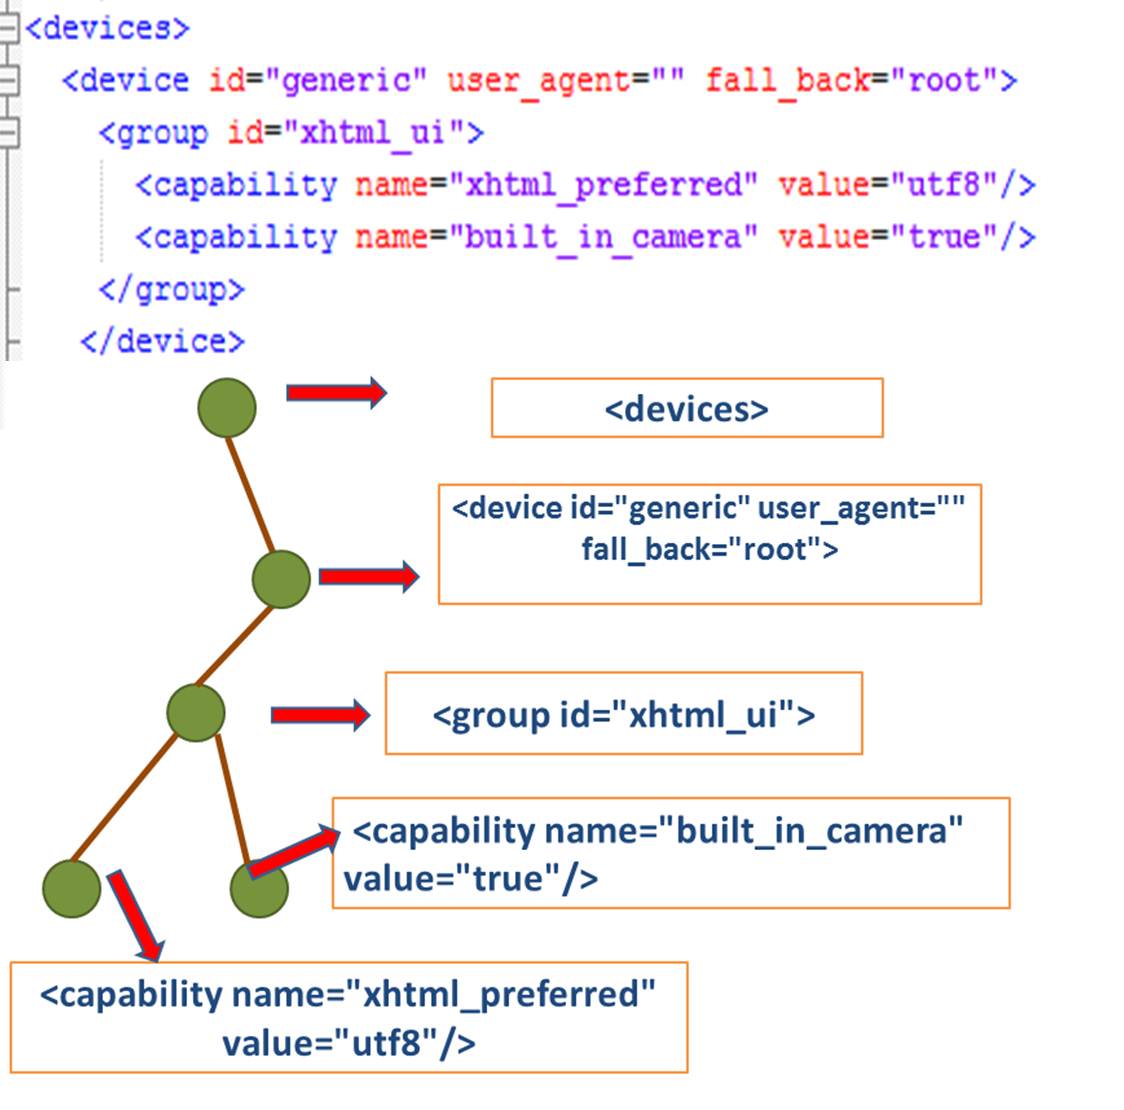 <devices>
<device id="generic" user_agent="" fall_back="root">
<group id="xhtml_ui">
<capability name="xhtml_preferred" value="utf8"/>
<capability name="built_in_camera" value="true"/>
</group>
</device>
<devices>
<device id="generic" user_agent=""
fall_back="root">
<group id="xhtml_ui">
<capability name="built_in_camera"
value="true"/>
<capability name="xhtml_preferred"
value="utf8"/>